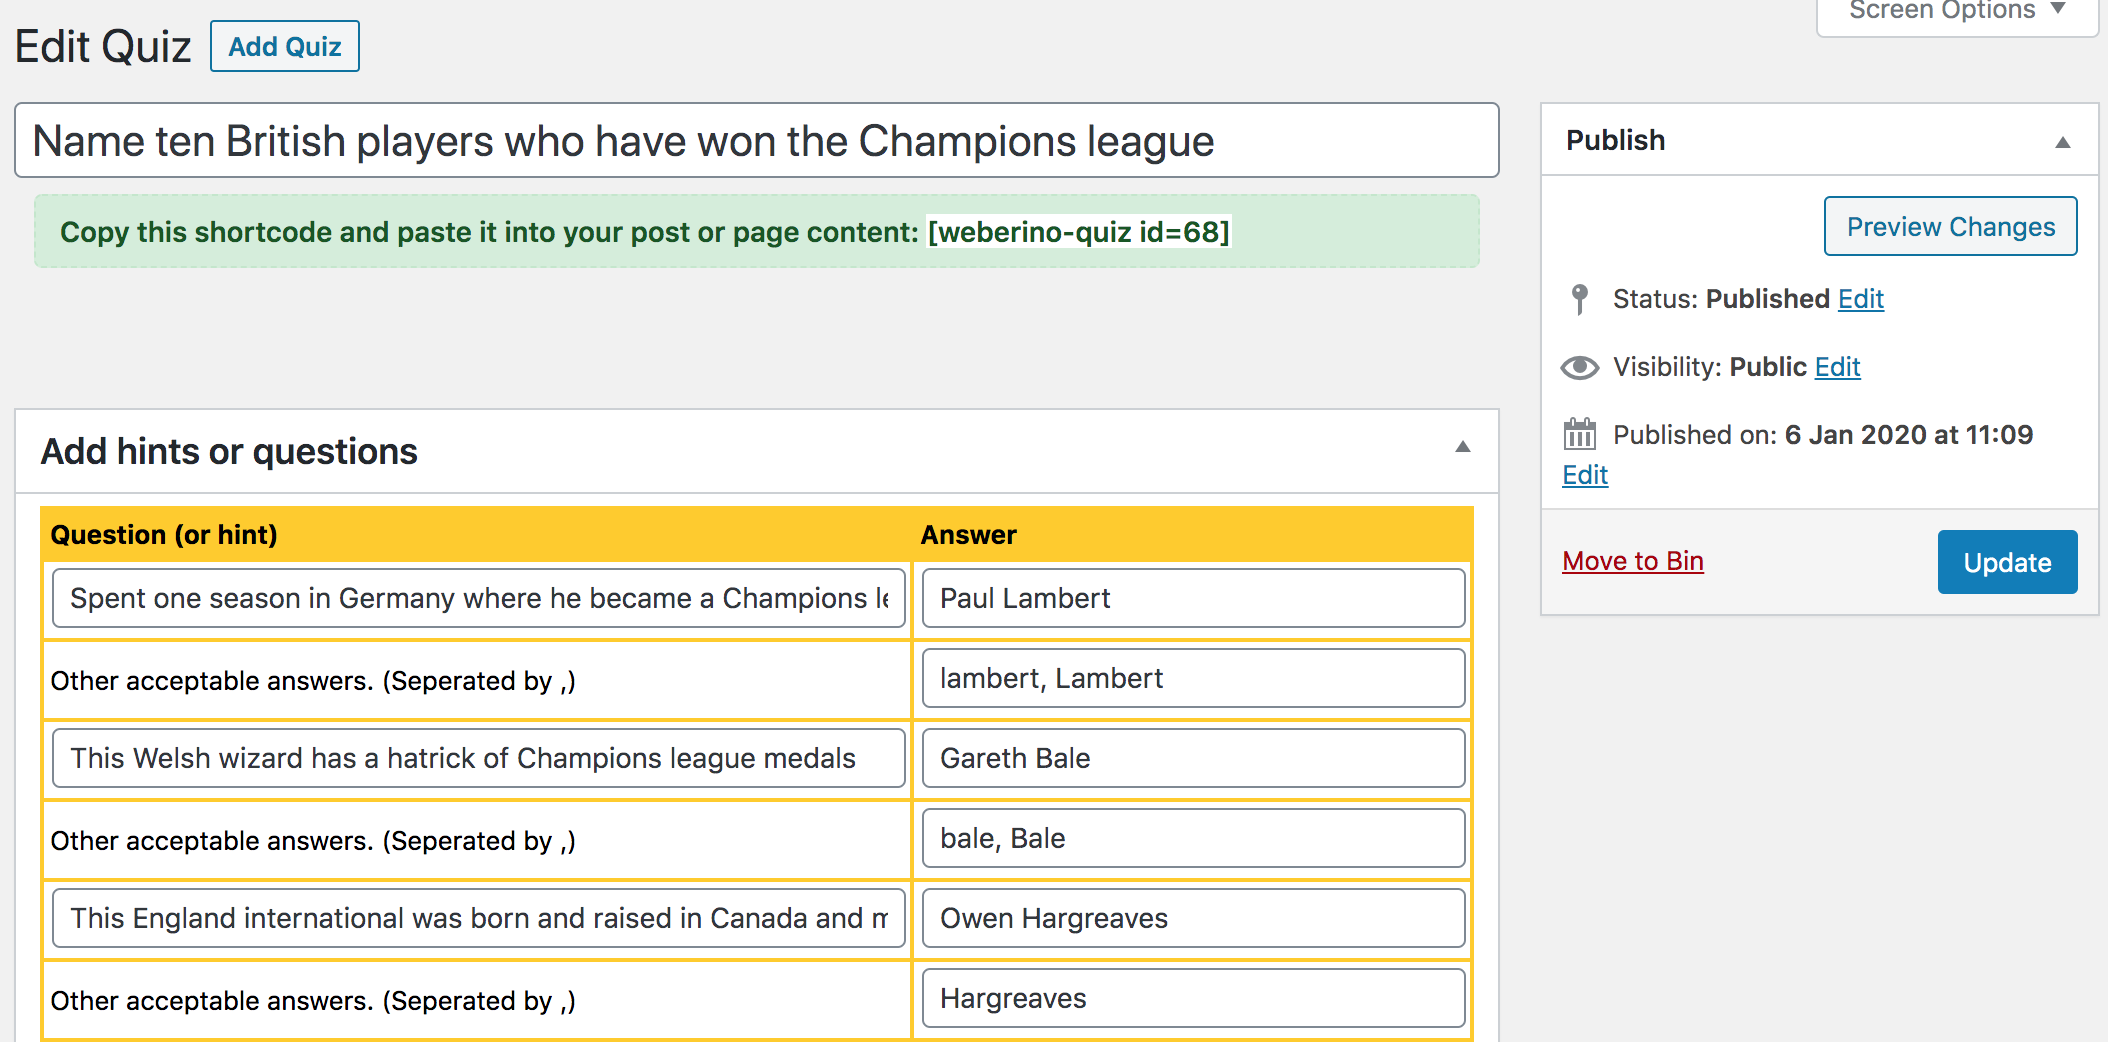 Screen Options
Edit Quiz Add Quiz
Name ten British players who have won the Champions league
Copy this shortcode and paste it into your post or page content: [weberino-quiz id=68]
Add hints or questions
Question (or hint) Answer
Spent one season in Germany where he became a Champions Paul Lambert
Other acceptable answers. (Seperated by ,) lambert, Lambert
This Welsh wizard has a hatrick of Champions league medals Gareth Bale
Other acceptable answers. (Seperated by ,) bale, Bale
This England international was born and raised in Canada and Owen Hargreaves
Other acceptable answers. (Seperated by ,) Hargreaves
Publish
Preview Changes
Status: Published Edit
Visibility: Public Edit
Published on: 6 Jan 2020 at 11:09
Edit
Move to Bin Update